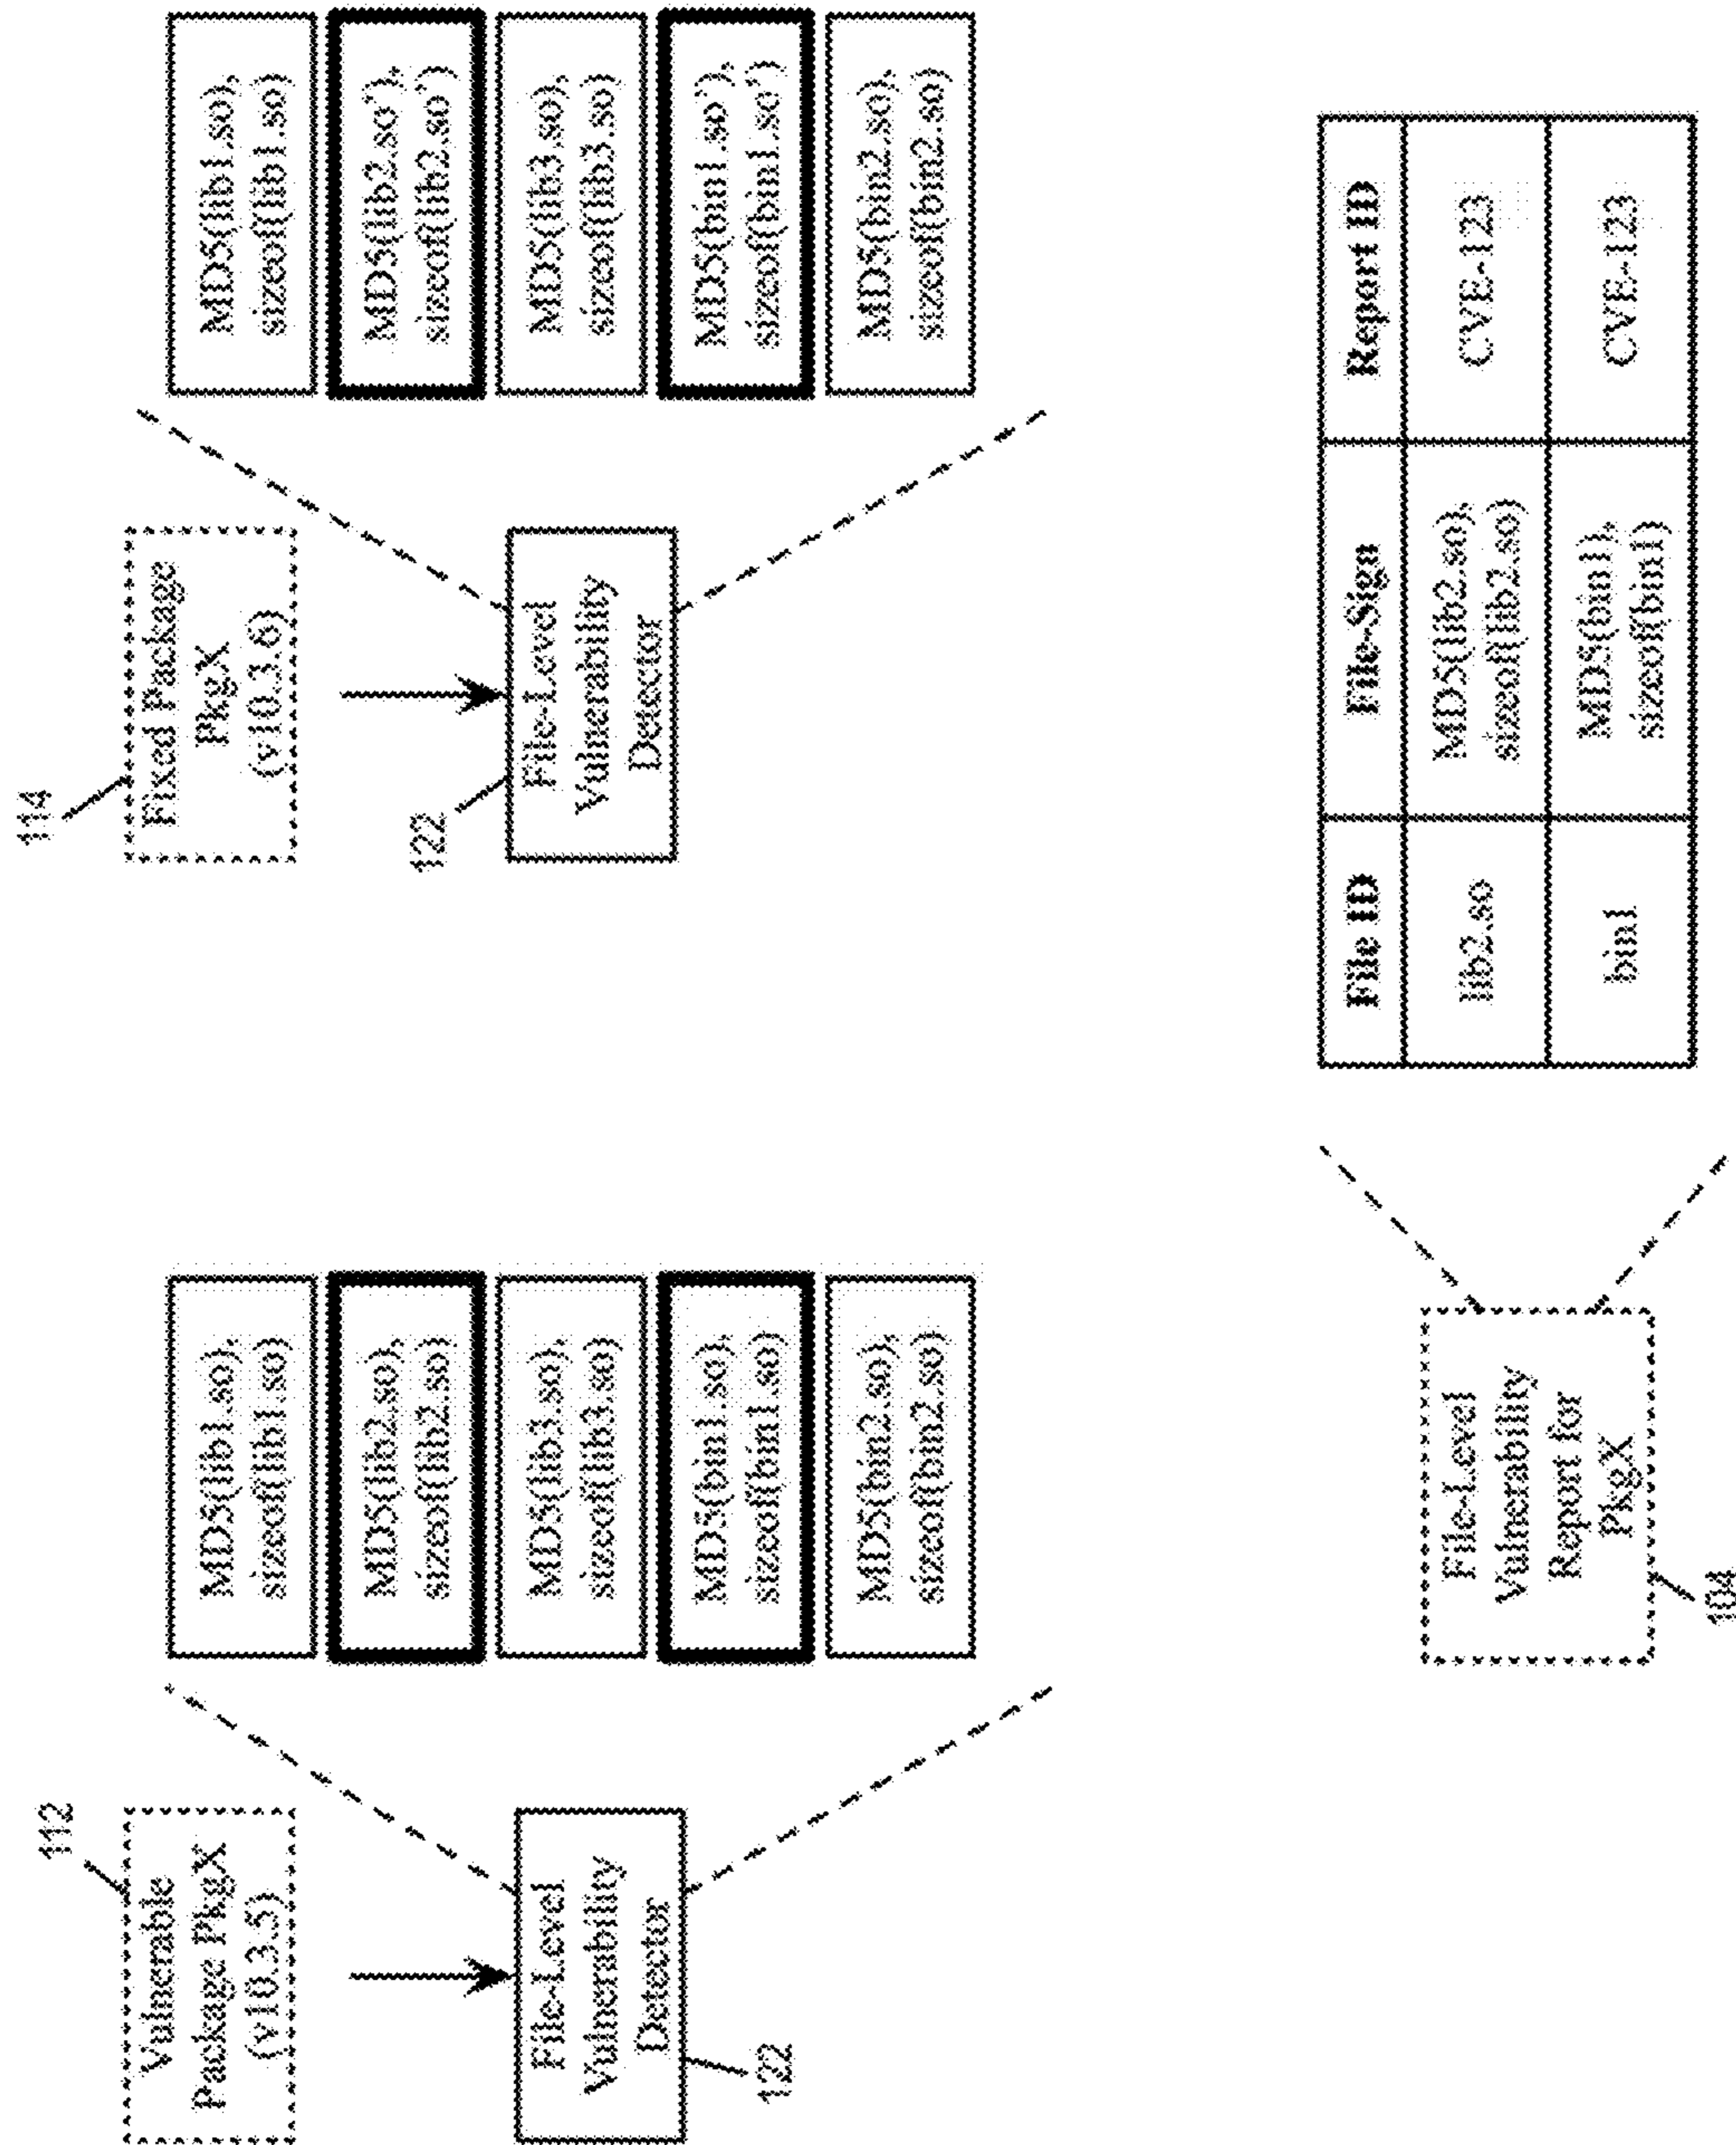 112
Vulnerable
Package PkgX
(v10.3.5)
File-Level
Vulnerability
Detector
122
MD5(lib1.so),
sizeof(lib1.so)
MD5(lib2.so),
sizeof(lib2.so)
MD5(lib3.so),
sizeof(lib3.so)
MD5(bin1.so),
sizeof(bin1.so)
MD5(bin2.so),
sizeof(bin2.so)
114
Fixed Package
PkgX
(v10.3.6)
122
File-Level
Vulnerability
Detector
MD5(lib1.so),
sizeof(lib1.so)
MD5(lib2.so'),
sizeof(lib2.so')
MD5(lib3.so),
sizeof(lib3.so)
MD5(bin1.so'),
sizeof(bin1.so')
MD5(bin2.so),
sizeof(bin2.so)
File-Level
Vulnerability
Report for
PkgX
104
File ID File-Sign Report ID
lib2.so MD5(lib2.so), CVE-123
sizeof(lib2.so)
bin1 MD5(bin1), CVE-123
sizeof(bin1)